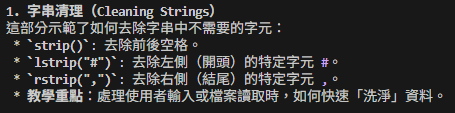 1. 字串清理（Cleaning Strings）
這部分示範了如何去除字串中不需要的字元：
* `strip()`: 去除前後空格。
* `lstrip("#")`: 去除左側（開頭）的特定字元 #。
* `rstrip(",")`: 去除右側（結尾）的特定字元 ,。
* 教學重點：處理使用者輸入或檔案讀取時，如何快速「洗淨」資料。